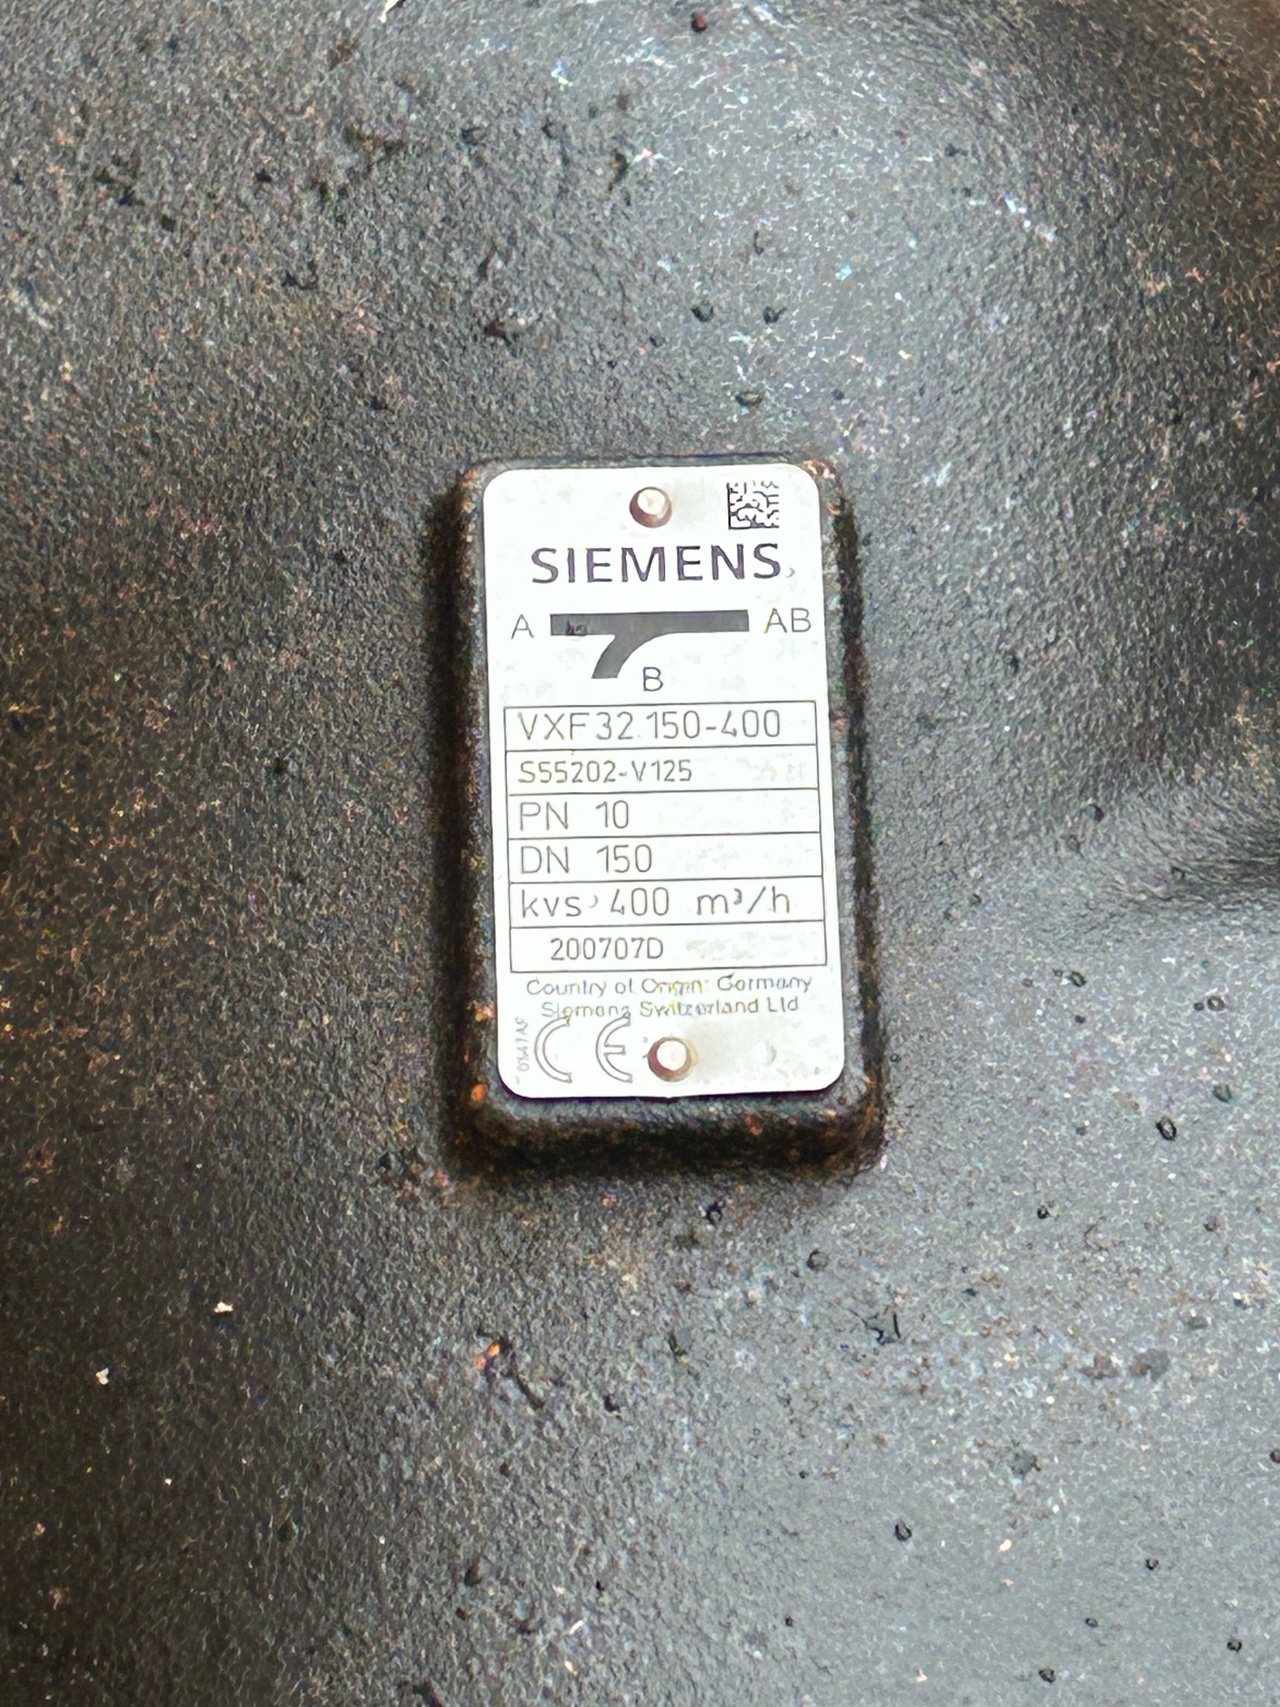 SIEMENS
A AB
B
VXF32.150-400
S55202-V125
PN 10
DN 150
kvs 400 m³/h
200707D
Country of Origin: Germany
Siemens Switzerland Ltd
CE